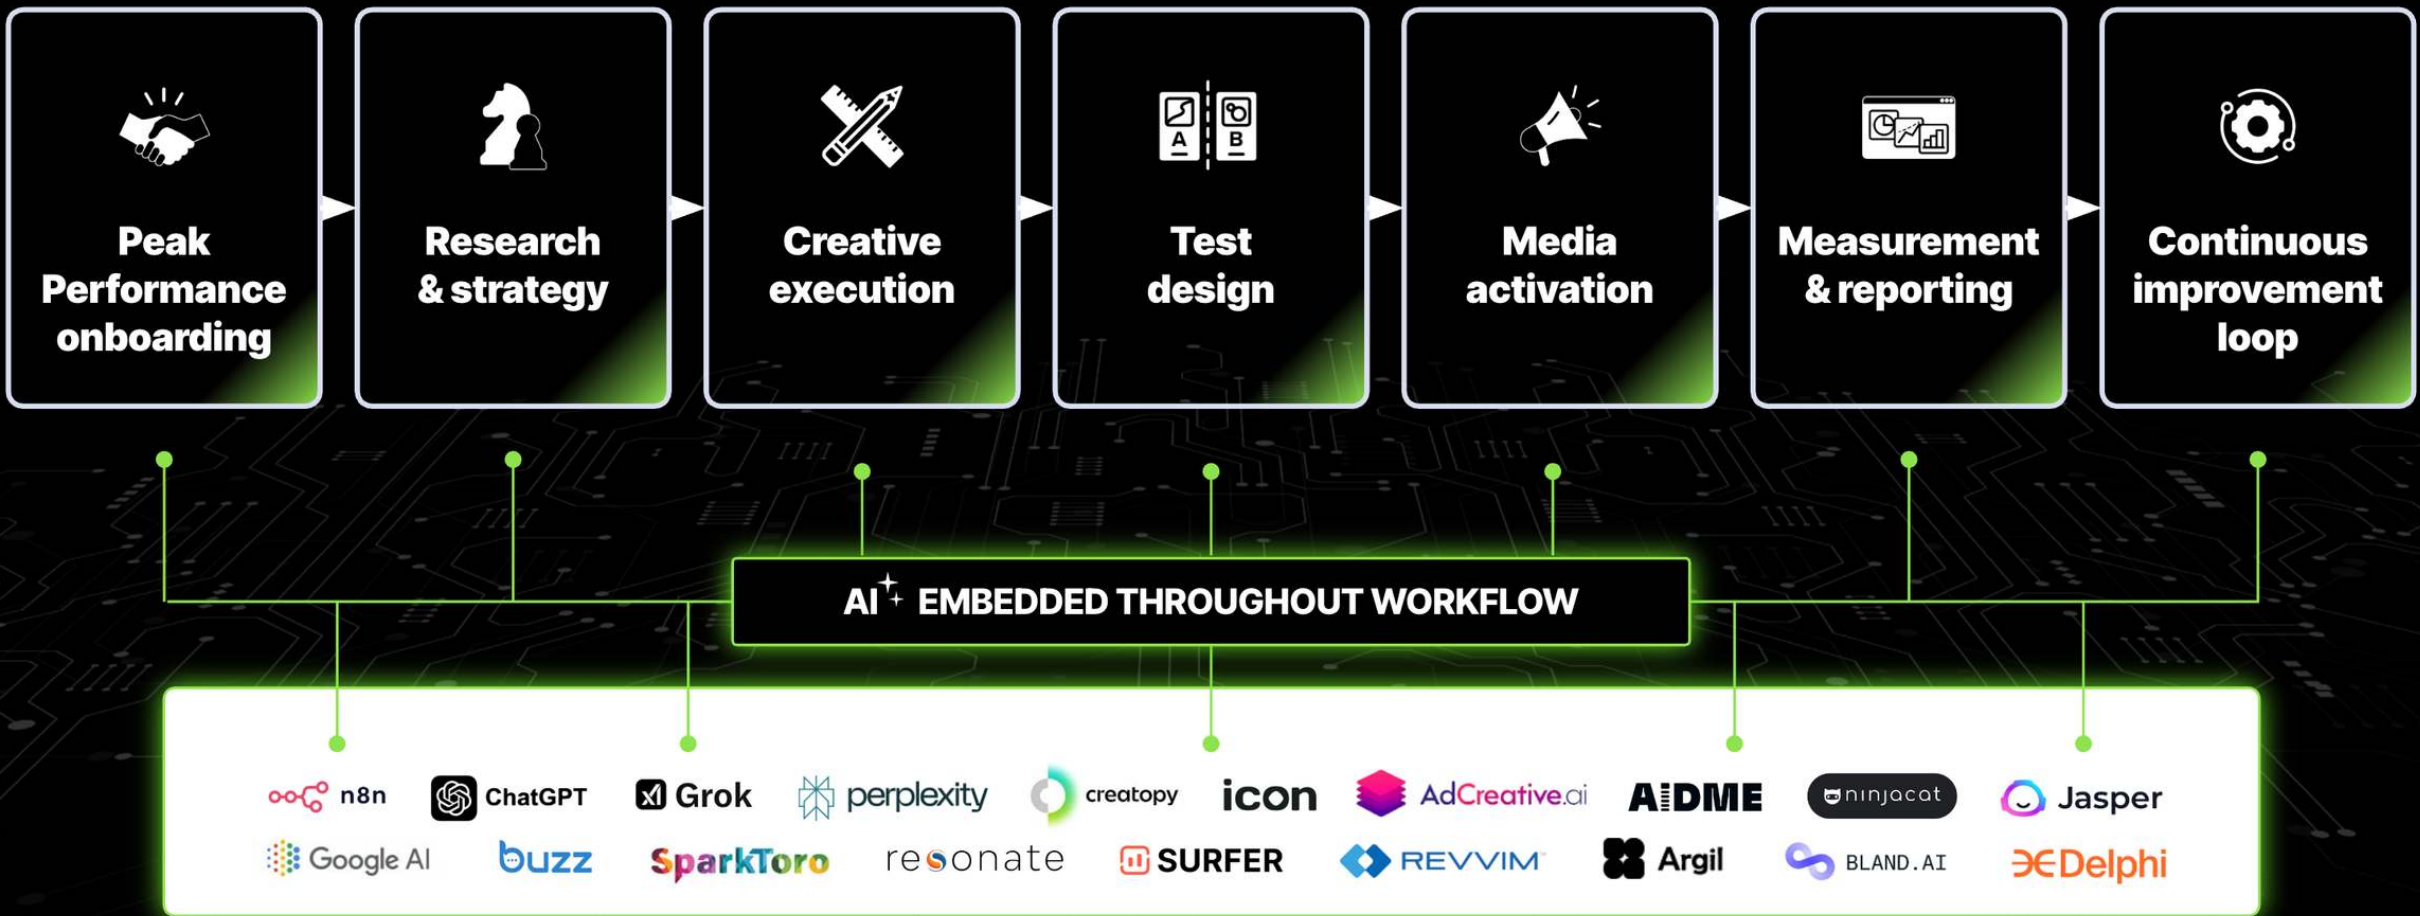 Peak
Performance
onboarding
Research
& strategy
Creative
execution
A B
Test
design
Media
activation
Measurement
& reporting
Continuous
improvement
loop
AI EMBEDDED THROUGHOUT WORKFLOW
n8n ChatGPT Grok perplexity creatopy icon AdCreative.ai AiDME ninjacat Jasper
Google AI buzz SparkToro resonate SURFER REVVIM Argil BLAND.AI Delphi